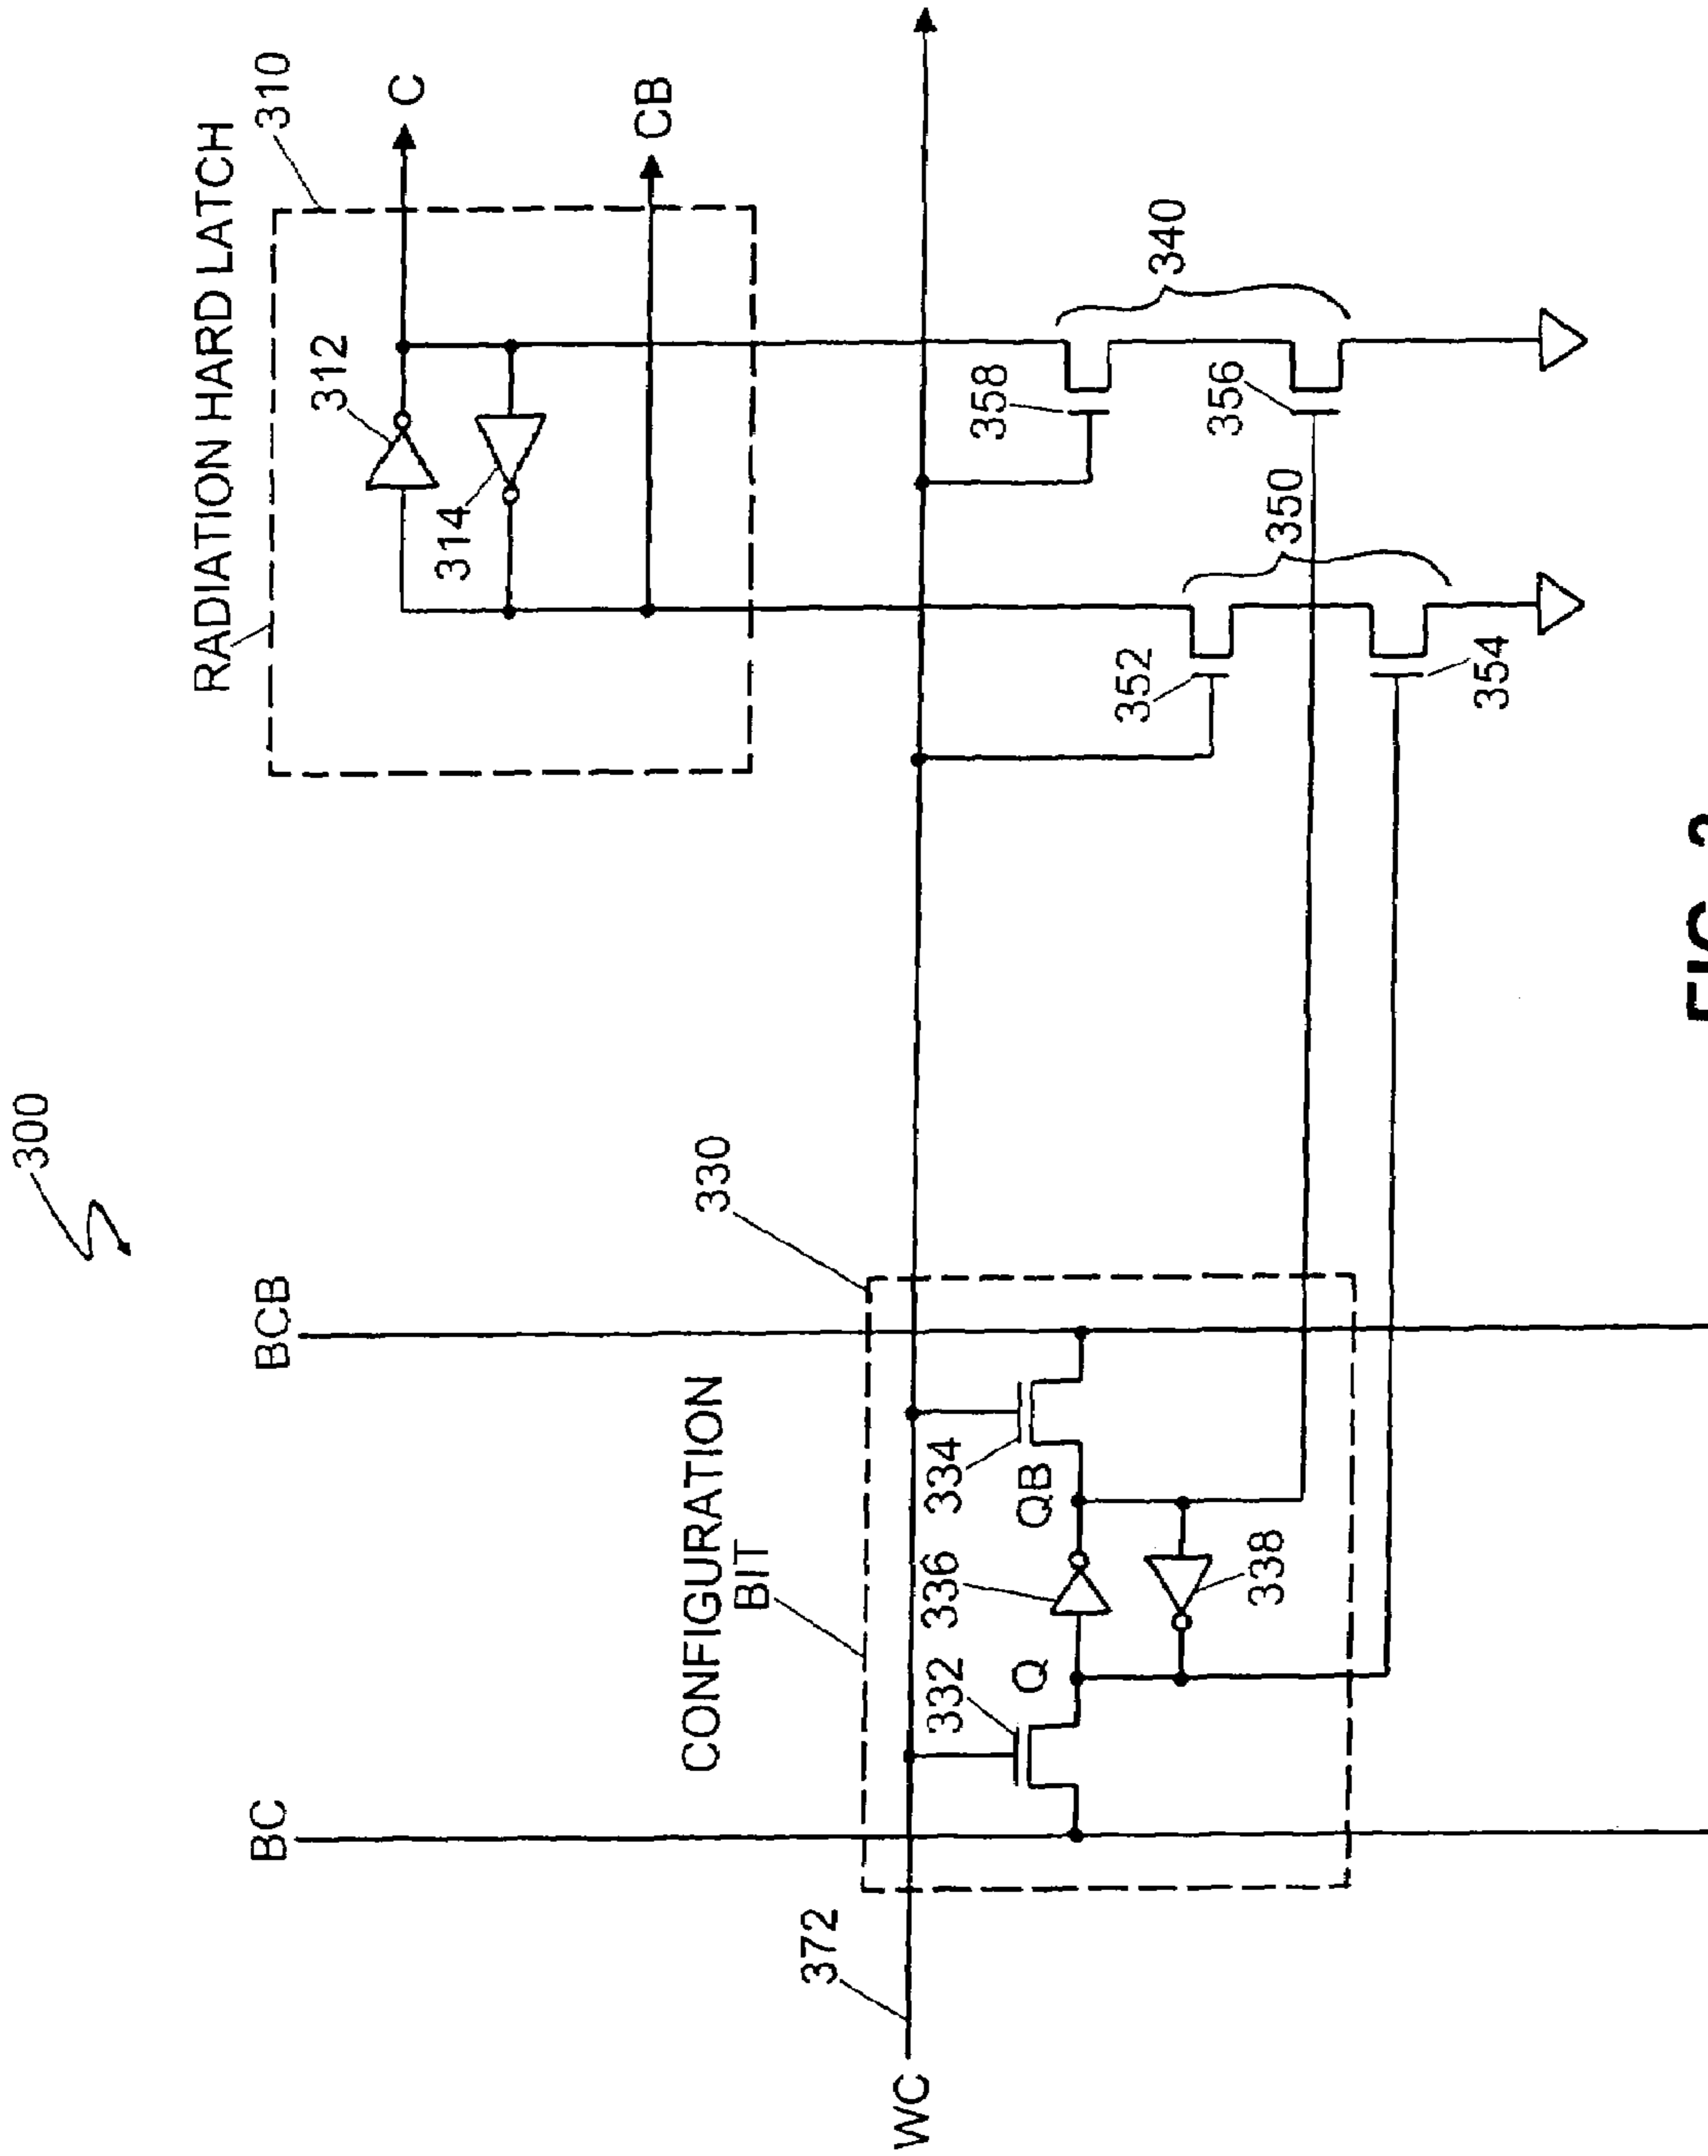 300
BC
BCB
RADIATION HARD LATCH
310
312
C
314
CB
CONFIGURATION
BIT
330
372
WC
332
Q
336
334
QB
338
352
358
340
350
356
354